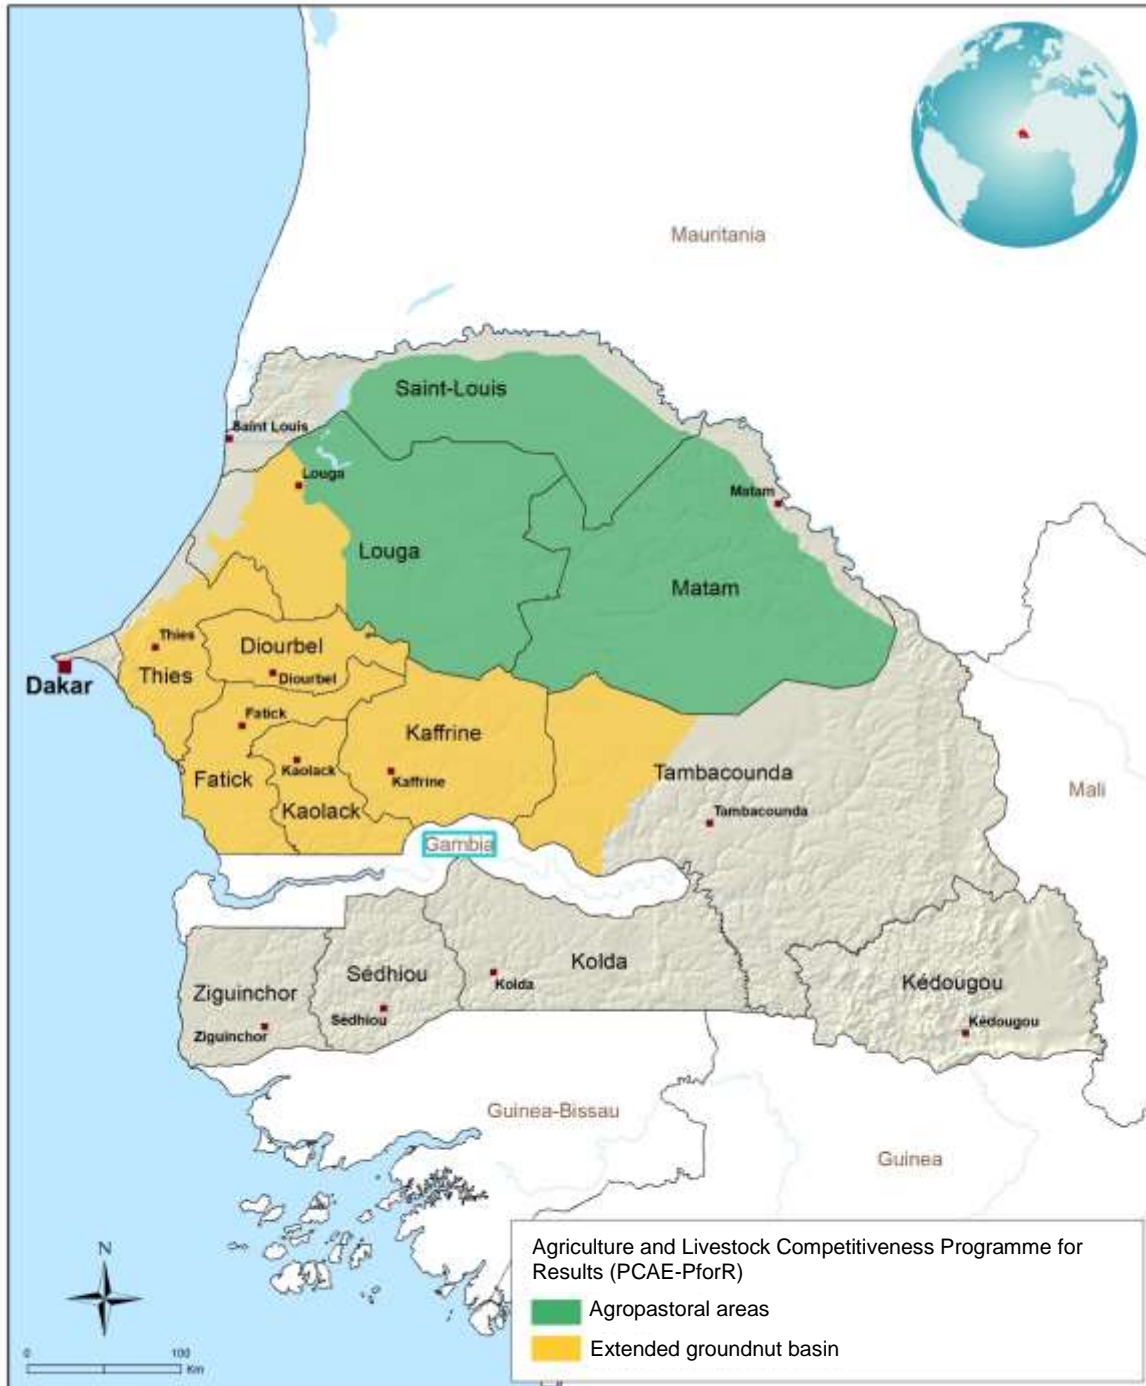 Mauritania
Saint-Louis
Saint Louis
Louga
Matam
Louga
Matam
Thies
Diourbel
Thies
Diourbel
Dakar
Fatick
Kaffrine
Kaolack
Fatick
Kaffrine
Tambacounda
Mali
Kaolack
Tambacounda
Gambia
Kolda
Sédhiou
Kolda
Kédougou
Ziguinchor
Sédhiou
Kédougou
Ziguinchor
Guinea-Bissau
Guinea
Agriculture and Livestock Competitiveness Programme for
Results (PCAE-PforR)
Agropastoral areas
Extended groundnut basin
N
0 100
Km